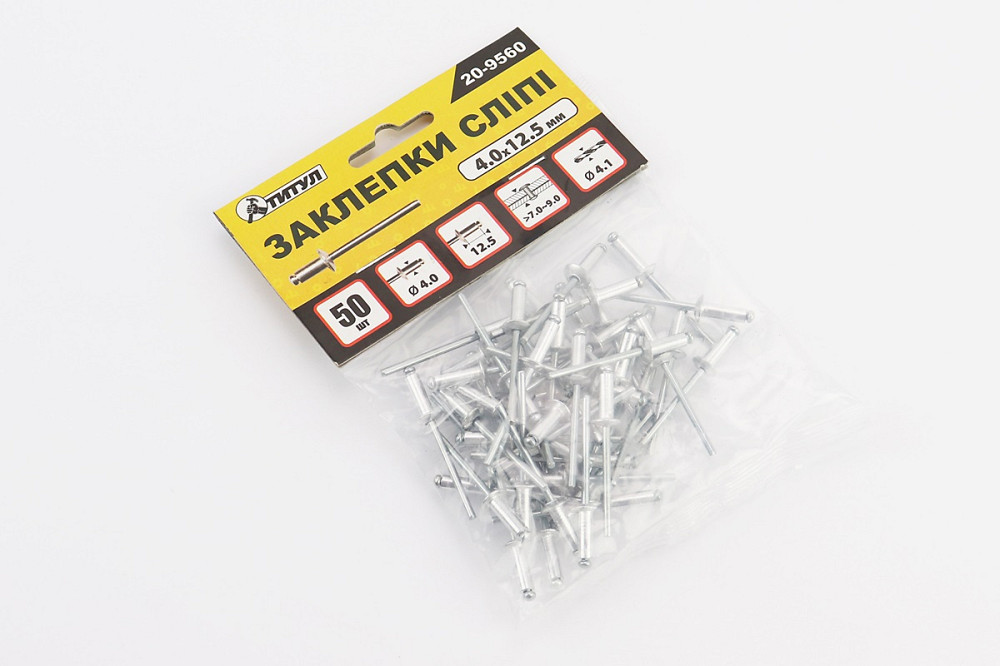 20-9560
ТИТУЛ
ЗАКЛЕПКИ СЛІПІ
4.0x12.5 мм
50
шт
Ø 4.0
12.5
>7.0~9.0
Ø 4.1